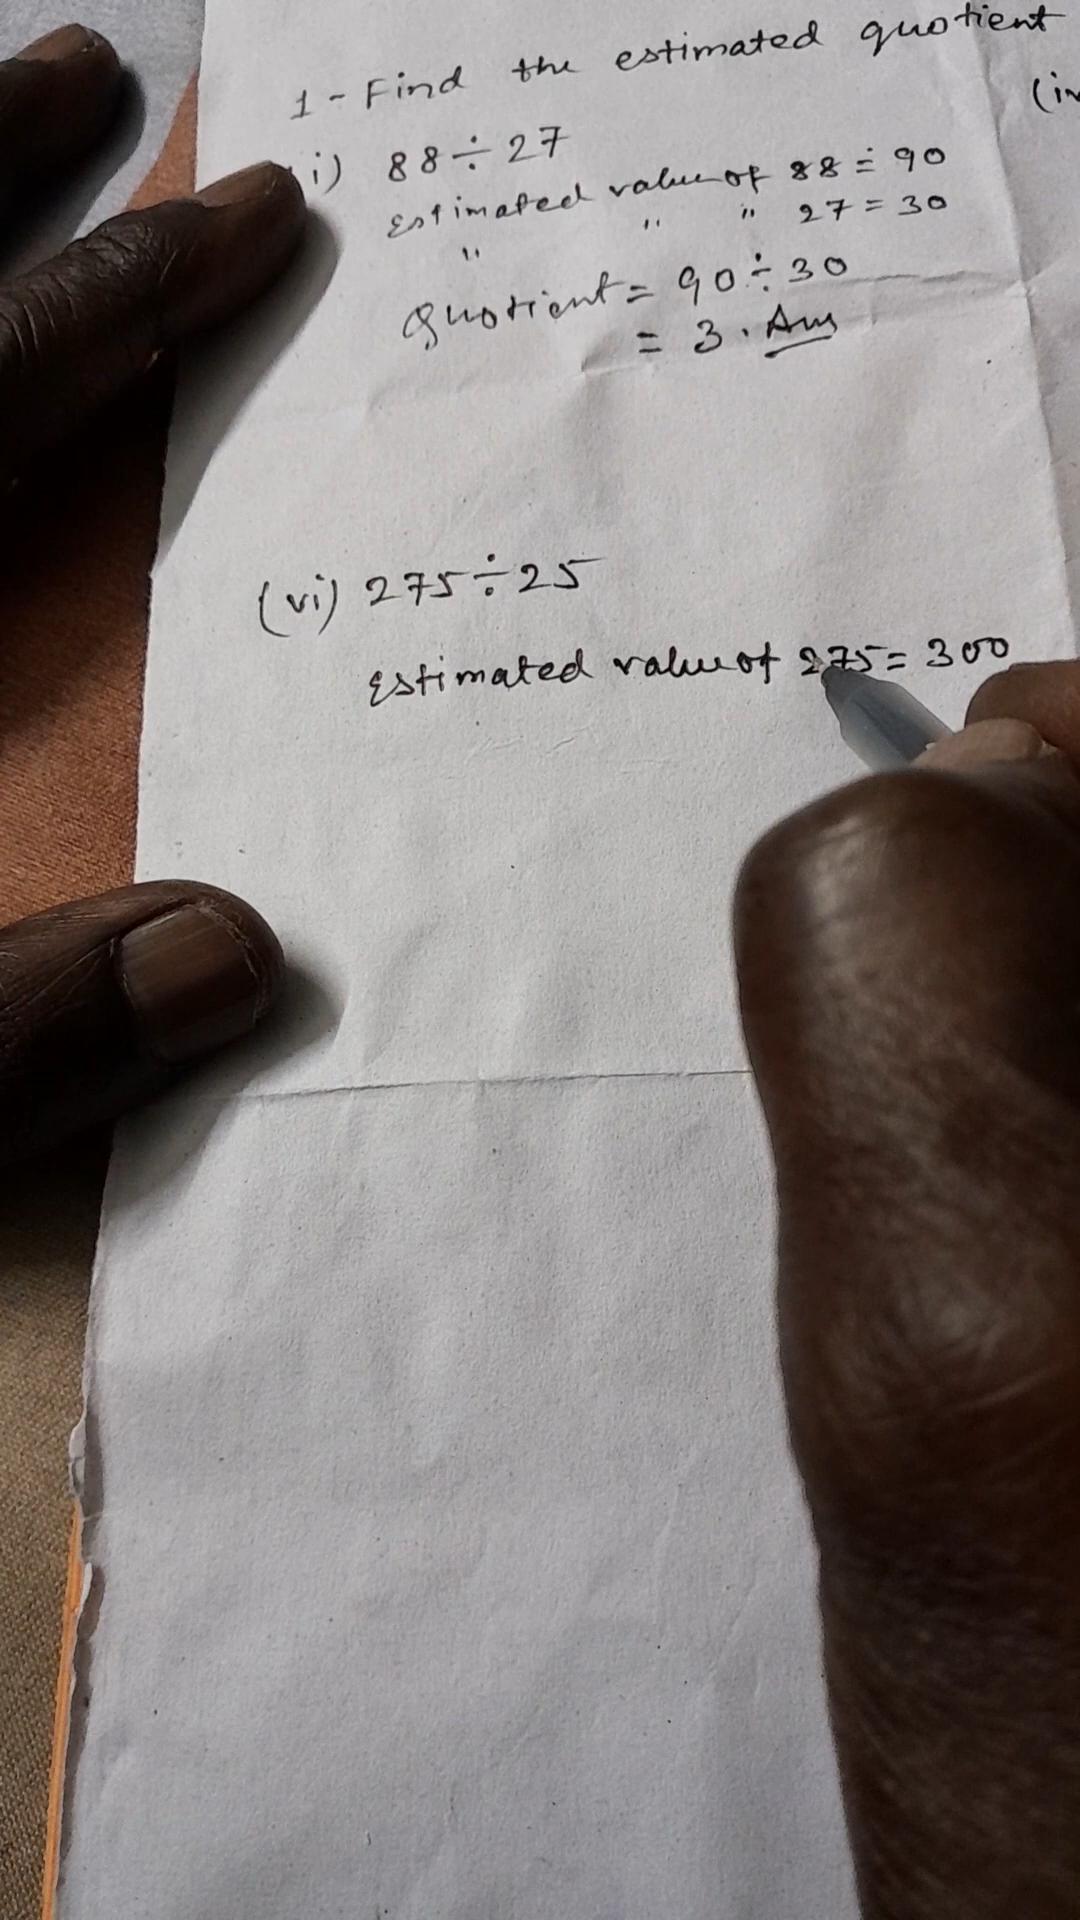 1 - Find the estimated quotient
i) 88 ÷ 27
Estimated value of 88 = 90
" " " 27 = 30
Quotient = 90 ÷ 30
= 3. Ans
(vi) 275 ÷ 25
Estimated value of 275 = 300